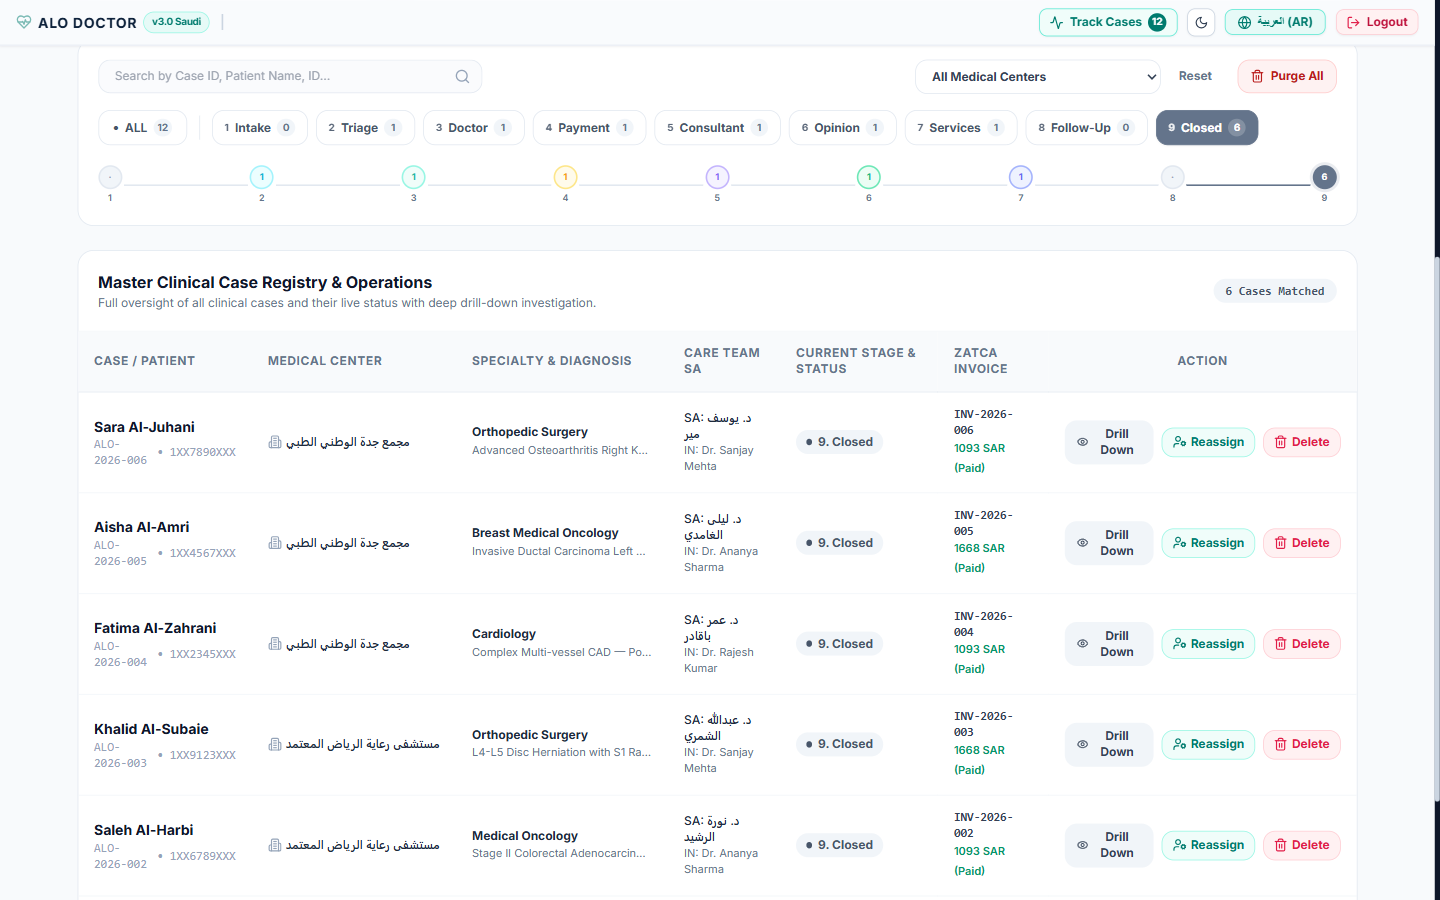 ALO DOCTOR v3.0 Saudi
Track Cases 12
العربية (AR)
Logout
Search by Case ID, Patient Name, ID...
All Medical Centers
Reset
Purge All
• ALL 12
1 Intake 0
2 Triage 1
3 Doctor 1
4 Payment 1
5 Consultant 1
6 Opinion 1
7 Services 1
8 Follow-Up 0
9 Closed 6
· 1 1 1 1 1 1 · 6
1 2 3 4 5 6 7 8 9
Master Clinical Case Registry & Operations
Full oversight of all clinical cases and their live status with deep drill-down investigation.
6 Cases Matched
CASE / PATIENT
MEDICAL CENTER
SPECIALTY & DIAGNOSIS
CARE TEAM
SA
CURRENT STAGE &
STATUS
ZATCA
INVOICE
ACTION
Sara Al-Juhani
ALO-
2026-006
• 1XX7890XXX
مجمع جدة الوطني الطبي
Orthopedic Surgery
Advanced Osteoarthritis Right K...
SA: د. يوسف
مير
IN: Dr. Sanjay
Mehta
• 9. Closed
INV-2026-
006
1093 SAR
(Paid)
Drill
Down
Reassign
Delete
Aisha Al-Amri
ALO-
2026-005
• 1XX4567XXX
مجمع جدة الوطني الطبي
Breast Medical Oncology
Invasive Ductal Carcinoma Left ...
SA: د. ليلى
الغامدي
IN: Dr. Ananya
Sharma
• 9. Closed
INV-2026-
005
1668 SAR
(Paid)
Drill
Down
Reassign
Delete
Fatima Al-Zahrani
ALO-
2026-004
• 1XX2345XXX
مجمع جدة الوطني الطبي
Cardiology
Complex Multi-vessel CAD — Po...
SA: د. عمر
باقادر
IN: Dr. Rajesh
Kumar
• 9. Closed
INV-2026-
004
1093 SAR
(Paid)
Drill
Down
Reassign
Delete
Khalid Al-Subaie
ALO-
2026-003
• 1XX9123XXX
مستشفى رعاية الرياض المعتمد
Orthopedic Surgery
L4-L5 Disc Herniation with S1 Ra...
SA: د. عبدالله
الشمري
IN: Dr. Sanjay
Mehta
• 9. Closed
INV-2026-
003
1668 SAR
(Paid)
Drill
Down
Reassign
Delete
Saleh Al-Harbi
ALO-
2026-002
• 1XX6789XXX
مستشفى رعاية الرياض المعتمد
Medical Oncology
Stage II Colorectal Adenocarcin...
SA: د. نورة
الرشيد
IN: Dr. Ananya
Sharma
• 9. Closed
INV-2026-
002
1093 SAR
(Paid)
Drill
Down
Reassign
Delete